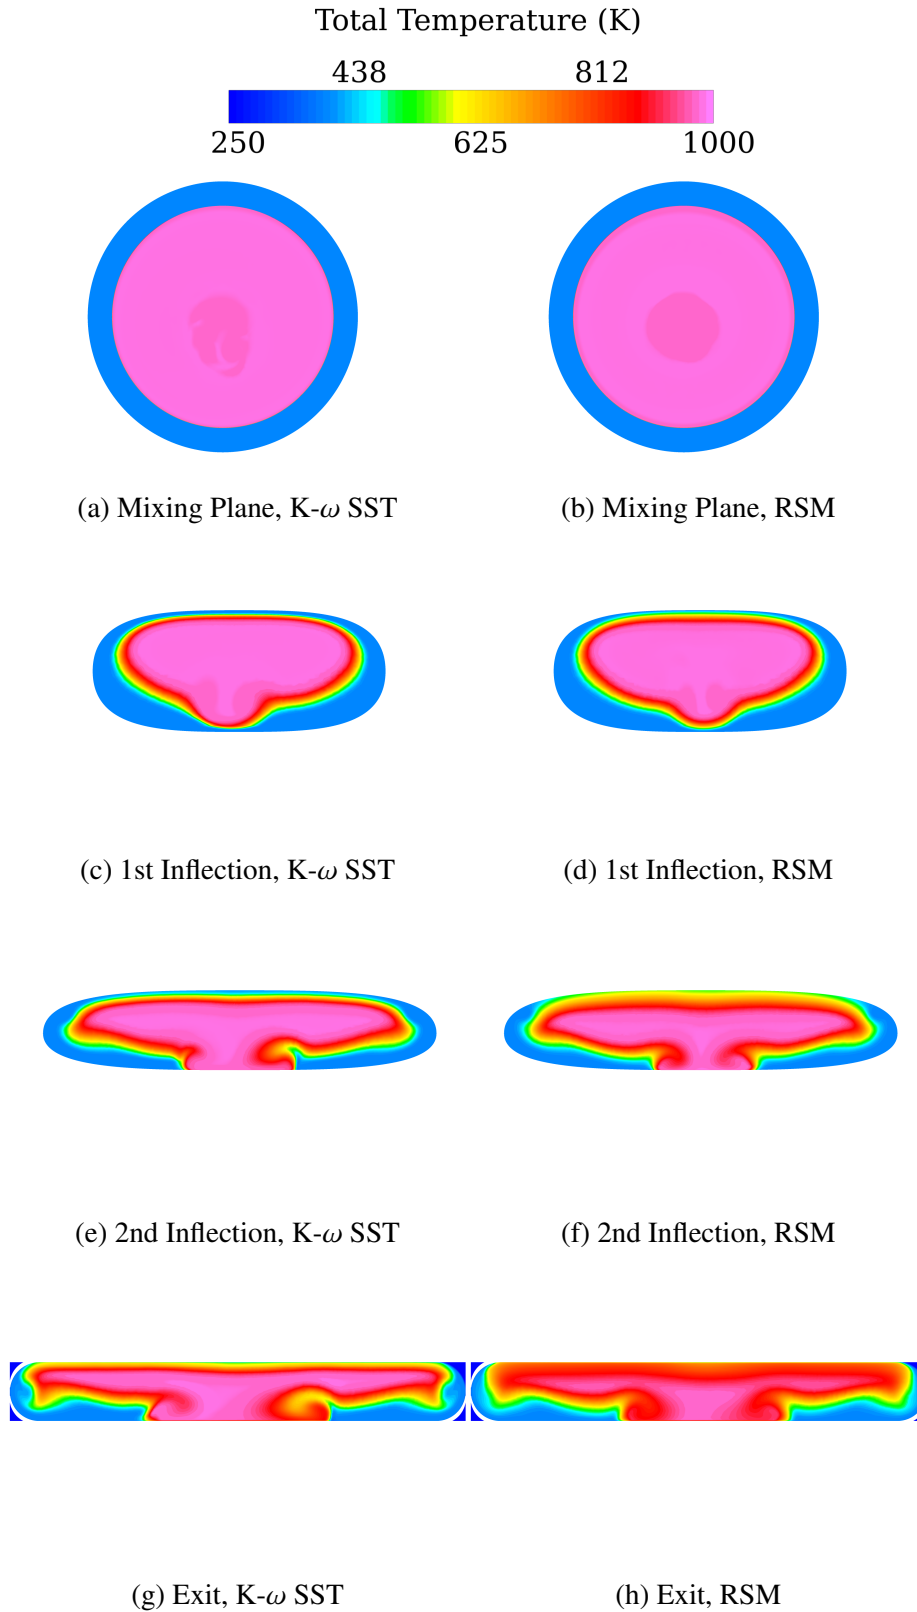 Total Temperature (K)
438 812
250 625 1000
(a) Mixing Plane, K-ω SST
(b) Mixing Plane, RSM
(c) 1st Inflection, K-ω SST
(d) 1st Inflection, RSM
(e) 2nd Inflection, K-ω SST
(f) 2nd Inflection, RSM
(g) Exit, K-ω SST
(h) Exit, RSM